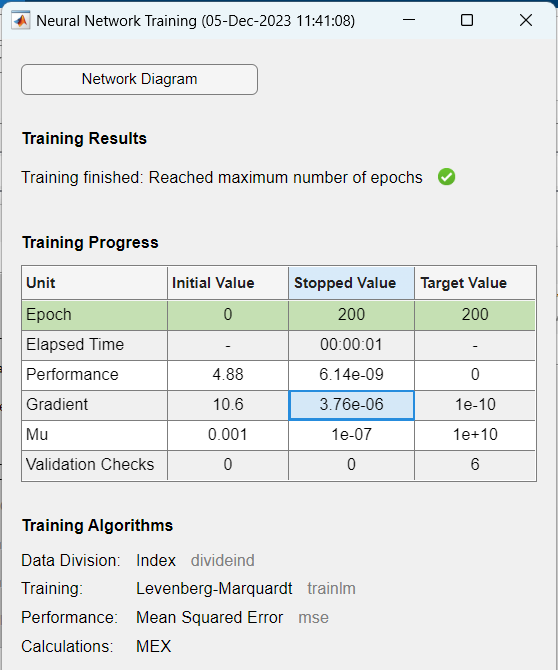 Neural Network Training (05-Dec-2023 11:41:08)
Network Diagram
Training Results
Training finished: Reached maximum number of epochs
Training Progress
Unit Initial Value Stopped Value Target Value
Epoch 0 200 200
Elapsed Time - 00:00:01 -
Performance 4.88 6.14e-09 0
Gradient 10.6 3.76e-06 1e-10
Mu 0.001 1e-07 1e+10
Validation Checks 0 0 6
Training Algorithms
Data Division: Index divideind
Training: Levenberg-Marquardt trainlm
Performance: Mean Squared Error mse
Calculations: MEX